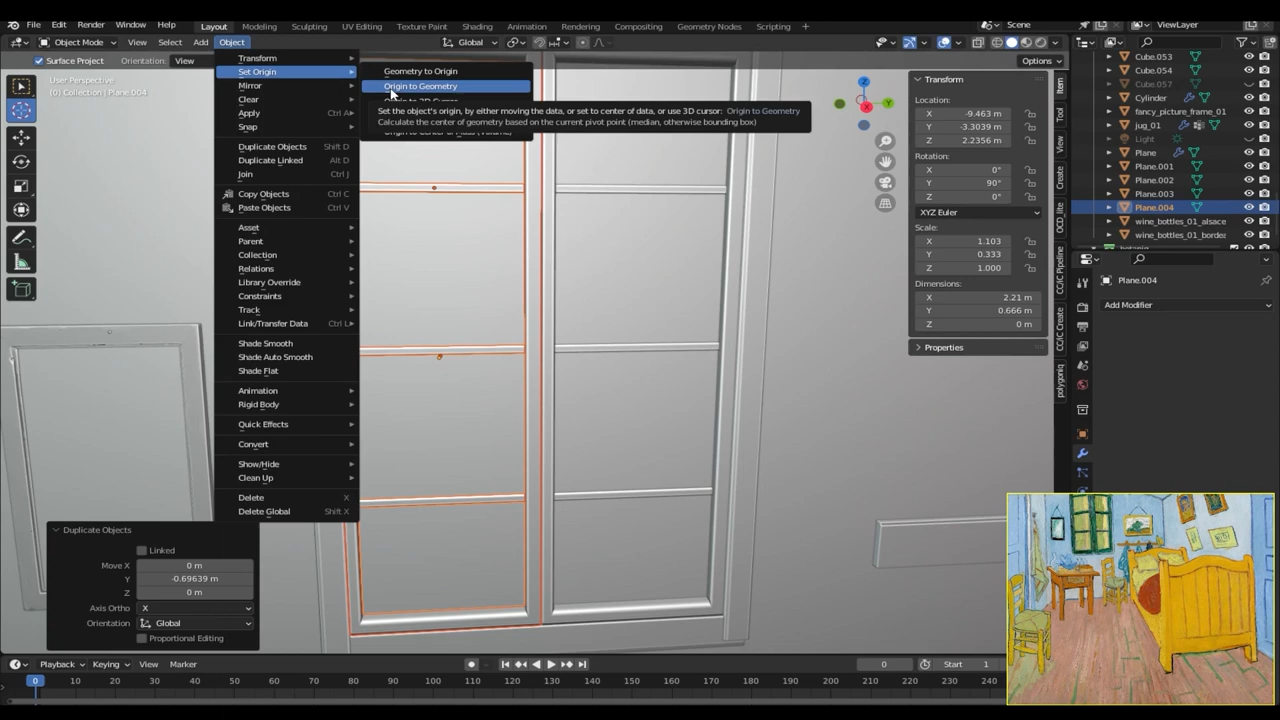 File Edit Render Window Help Layout Modeling Sculpting UV Editing Texture Paint Shading Animation Rendering Compositing Geometry Nodes Scripting + Scene ViewLayer
Object Mode View Select Add Object Global
Surface Project Orientation: View Options
User Perspective
(0) Collection | Plane.004
Transform
Set Origin
Mirror
Clear
Apply
Snap
Duplicate Objects Shift D
Duplicate Linked Alt D
Join Ctrl J
Copy Objects Ctrl C
Paste Objects Ctrl V
Asset
Parent
Collection
Relations
Library Override
Constraints
Track
Link/Transfer Data Ctrl L
Shade Smooth
Shade Auto Smooth
Shade Flat
Animation
Rigid Body
Quick Effects
Convert
Show/Hide
Clean Up
Delete X
Delete Global Shift X
Geometry to Origin
Origin to Geometry
Set the object's origin, by either moving the data, or set to center of data, or use 3D cursor: Origin to Geometry
Calculate the center of geometry based on the current pivot point (median, otherwise bounding box)
Z
Y
X
Transform
Location:
X -9.463 m
Y -3.3039 m
Z 2.2356 m
Rotation:
X 0°
Y 90°
Z 0°
XYZ Euler
Scale:
X 1.103
Y 0.333
Z 1.000
Dimensions:
X 2.21 m
Y 0.666 m
Z 0 m
Properties
Item
Tool
View
Create
OCD_lite
CC/iC Pipeline
CC/iC Create
polygoniq
Cube.053
Cube.054
Cube.057
Cylinder
fancy_picture_frame_01
jug_01
Light
Plane
Plane.001
Plane.002
Plane.003
Plane.004
wine_bottles_01_alsace
wine_bottles_01_bordea
Plane.004
Add Modifier
Duplicate Objects
Linked
Move X 0 m
Y -0.69639 m
Z 0 m
Axis Ortho X
Orientation Global
Proportional Editing
Playback Keying View Marker 0 Start 1
0 10 20 30 40 50 60 70 80 90 100 110 120 130 140 150 160 170 180 190 200 210 220 230 240